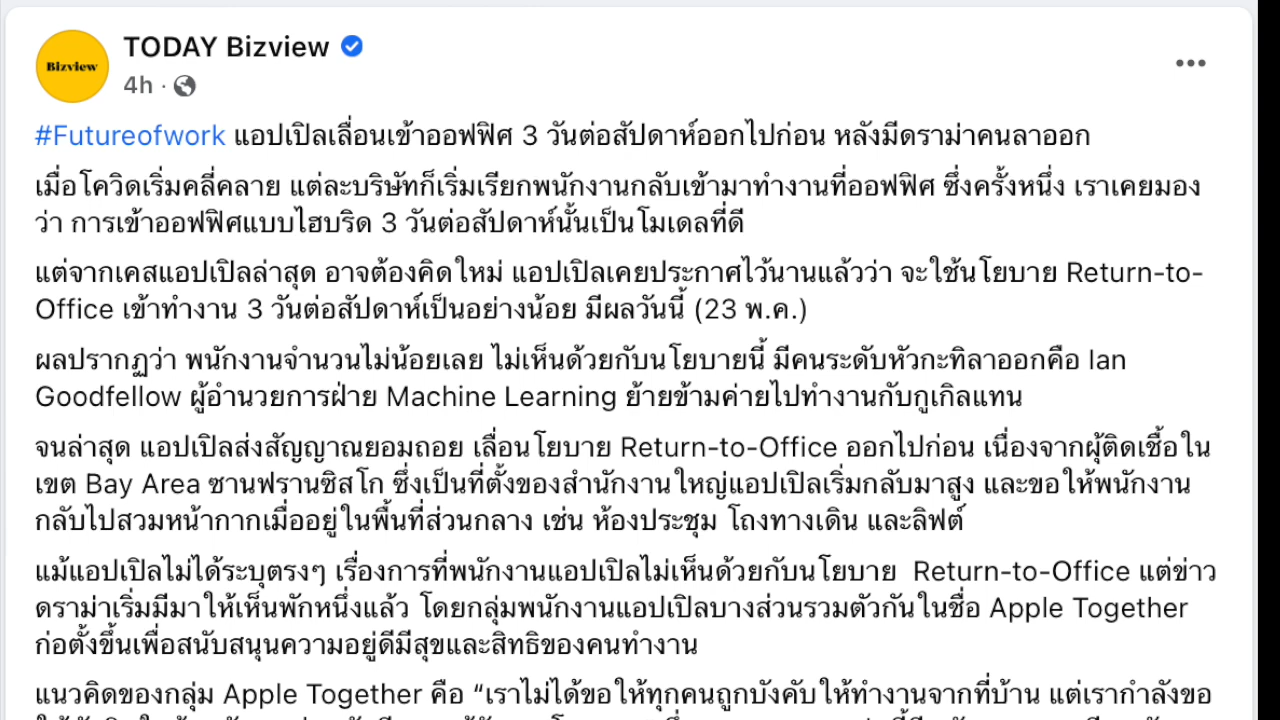 Bizview
TODAY Bizview
4h ·
#Futureofwork แอปเปิลเลื่อนเข้าออฟฟิศ 3 วันต่อสัปดาห์ออกไปก่อน หลังมีดราม่าคนลาออก
เมื่อโควิดเริ่มคลี่คลาย แต่ละบริษัทก็เริ่มเรียกพนักงานกลับเข้ามาทำงานที่ออฟฟิศ ซึ่งครั้งหนึ่ง เราเคยมอง
ว่า การเข้าออฟฟิศแบบไฮบริด 3 วันต่อสัปดาห์นั้นเป็นโมเดลที่ดี
แต่จากเคสแอปเปิลล่าสุด อาจต้องคิดใหม่ แอปเปิลเคยประกาศไว้นานแล้วว่า จะใช้นโยบาย Return-to-
Office เข้าทำงาน 3 วันต่อสัปดาห์เป็นอย่างน้อย มีผลวันนี้ (23 พ.ค.)
ผลปรากฏว่า พนักงานจำนวนไม่น้อยเลย ไม่เห็นด้วยกับนโยบายนี้ มีคนระดับหัวกะทิลาออกคือ Ian
Goodfellow ผู้อำนวยการฝ่าย Machine Learning ย้ายข้ามค่ายไปทำงานกับกูเกิลแทน
จนล่าสุด แอปเปิลส่งสัญญาณยอมถอย เลื่อนโยบาย Return-to-Office ออกไปก่อน เนื่องจากผุ้ติดเชื้อใน
เขต Bay Area ซานฟรานซิสโก ซึ่งเป็นที่ตั้งของสำนักงานใหญ่แอปเปิลเริ่มกลับมาสูง และขอให้พนักงาน
กลับไปสวมหน้ากากเมื่ออยู่ในพื้นที่ส่วนกลาง เช่น ห้องประชุม โถงทางเดิน และลิฟต์
แม้แอปเปิลไม่ได้ระบุตรงๆ เรื่องการที่พนักงานแอปเปิลไม่เห็นด้วยกับนโยบาย Return-to-Office แต่ข่าว
ดราม่าเริ่มมีมาให้เห็นพักหนึ่งแล้ว โดยกลุ่มพนักงานแอปเปิลบางส่วนรวมตัวกันในชื่อ Apple Together
ก่อตั้งขึ้นเพื่อสนับสนุนความอยู่ดีมีสุขและสิทธิของคนทำงาน
แนวคิดของกลุ่ม Apple Together คือ “เราไม่ได้ขอให้ทุกคนถูกบังคับให้ทำงานจากที่บ้าน แต่เรากำลังขอ